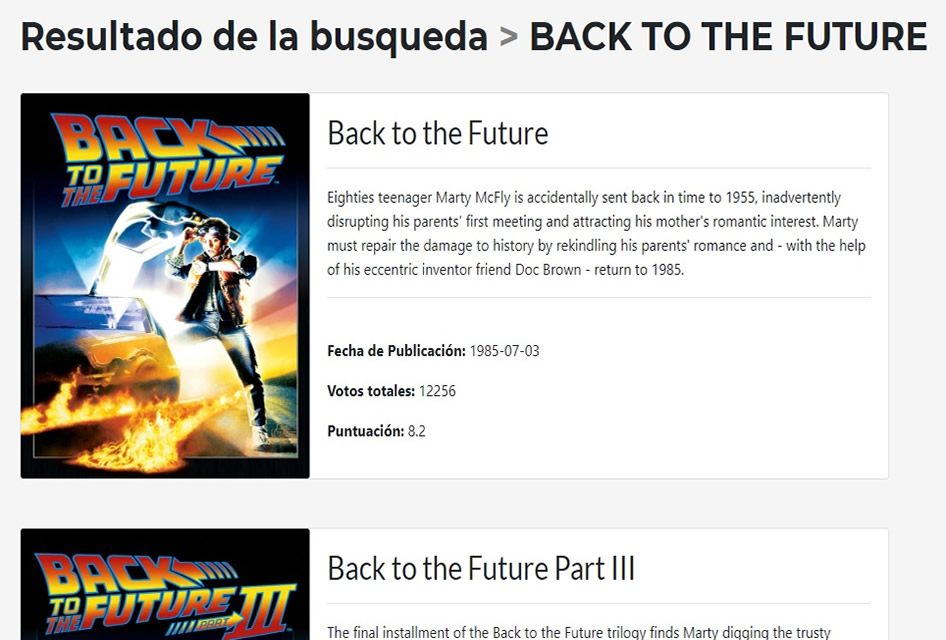 Resultado de la busqueda > BACK TO THE FUTURE
BACK
TO
THE FUTURE
Back to the Future
Eighties teenager Marty McFly is accidentally sent back in time to 1955, inadvertently
disrupting his parents' first meeting and attracting his mother's romantic interest. Marty
must repair the damage to history by rekindling his parents' romance and - with the help
of his eccentric inventor friend Doc Brown - return to 1985.
Fecha de Publicación: 1985-07-03
Votos totales: 12256
Puntuación: 8.2
BACK
TO
THE FUTURE
PART III
Back to the Future Part III
The final installment of the Back to the Future trilogy finds Marty digging the trusty